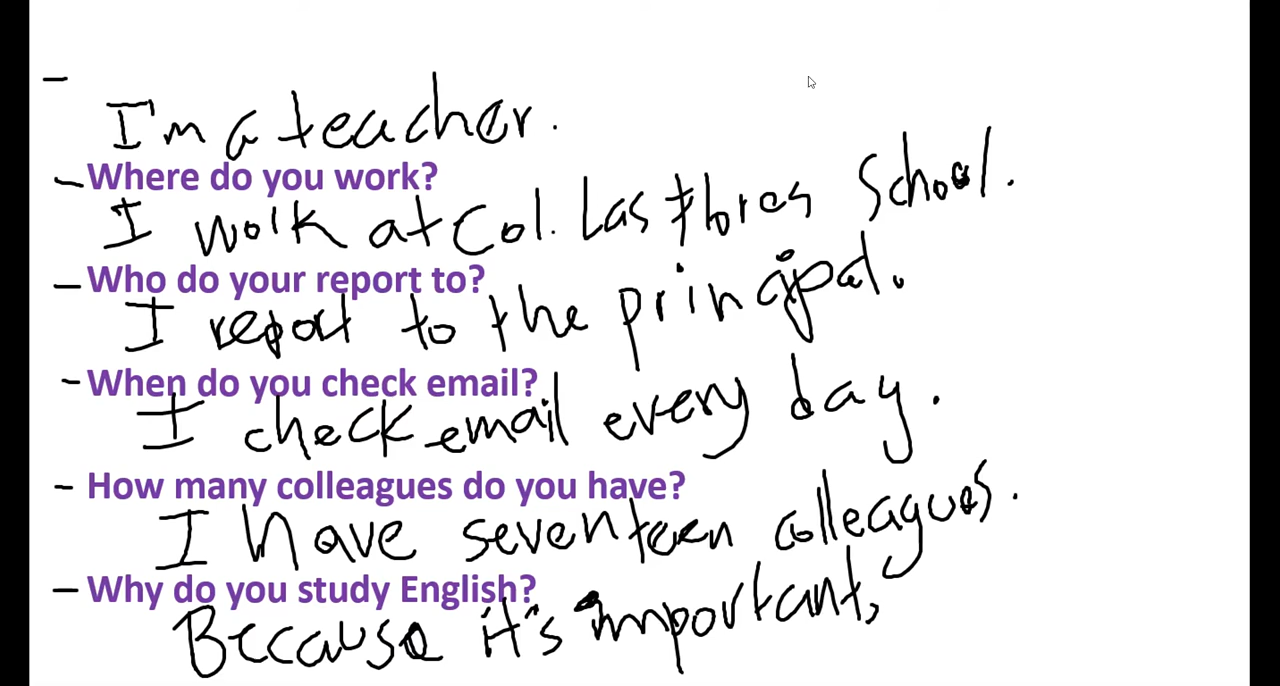 –
I'm a teacher.
– Where do you work?
I work at Col. Las flores School.
– Who do your report to?
I report to the principal.
– When do you check email?
I check email every day.
– How many colleagues do you have?
I have seventeen colleagues.
– Why do you study English?
Because it's important,